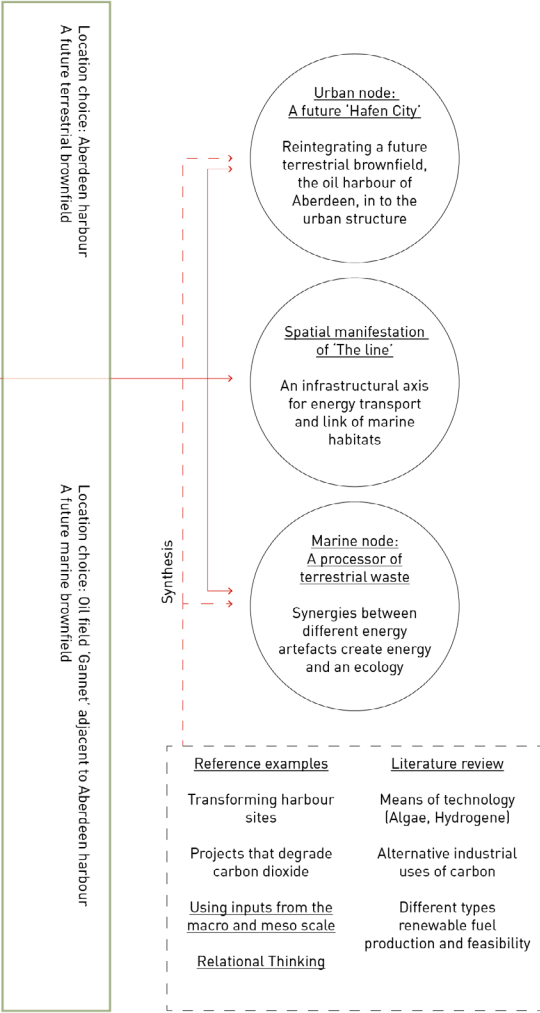 Location choice: Aberdeen harbour
A future terrestrial brownfield
Location choice: Oil field 'Gannet' adjacent to Aberdeen harbour
A future marine brownfield
Urban node:
A future 'Hafen City'
Reintegrating a future
terrestrial brownfield,
the oil harbour of
Aberdeen, in to the
urban structure
Spatial manifestation
of 'The line'
An infrastructural axis
for energy transport
and link of marine
habitats
Marine node:
A processor of
terrestrial waste
Synergies between
different energy
artefacts create energy
and an ecology
Synthesis
Reference examples
Transforming harbour
sites
Projects that degrade
carbon dioxide
Using inputs from the
macro and meso scale
Relational Thinking
Literature review
Means of technology
(Algae, Hydrogene)
Alternative industrial
uses of carbon
Different types
renewable fuel
production and feasibility